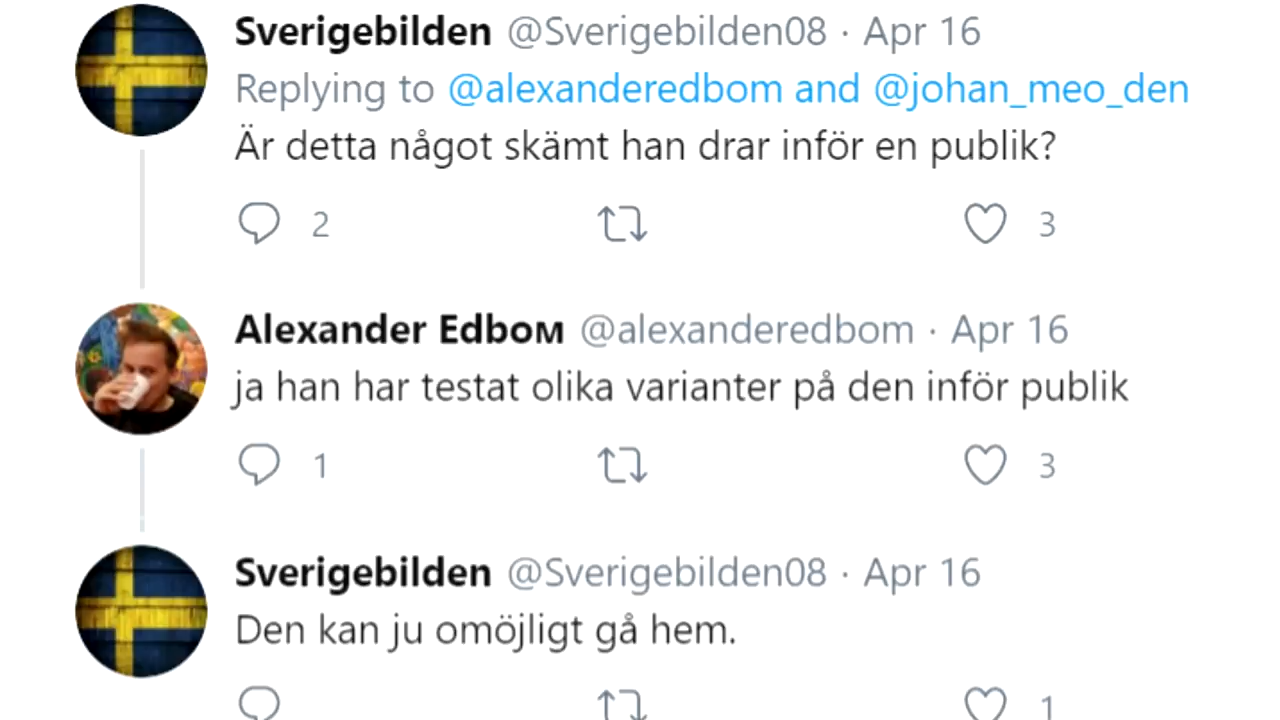 Sverigebilden @Sverigebilden08 · Apr 16
Replying to @alexanderedbom and @johan_meo_den
Är detta något skämt han drar inför en publik?
2 3
Alexander Edboм @alexanderedbom · Apr 16
ja han har testat olika varianter på den inför publik
1 3
Sverigebilden @Sverigebilden08 · Apr 16
Den kan ju omöjligt gå hem.
1